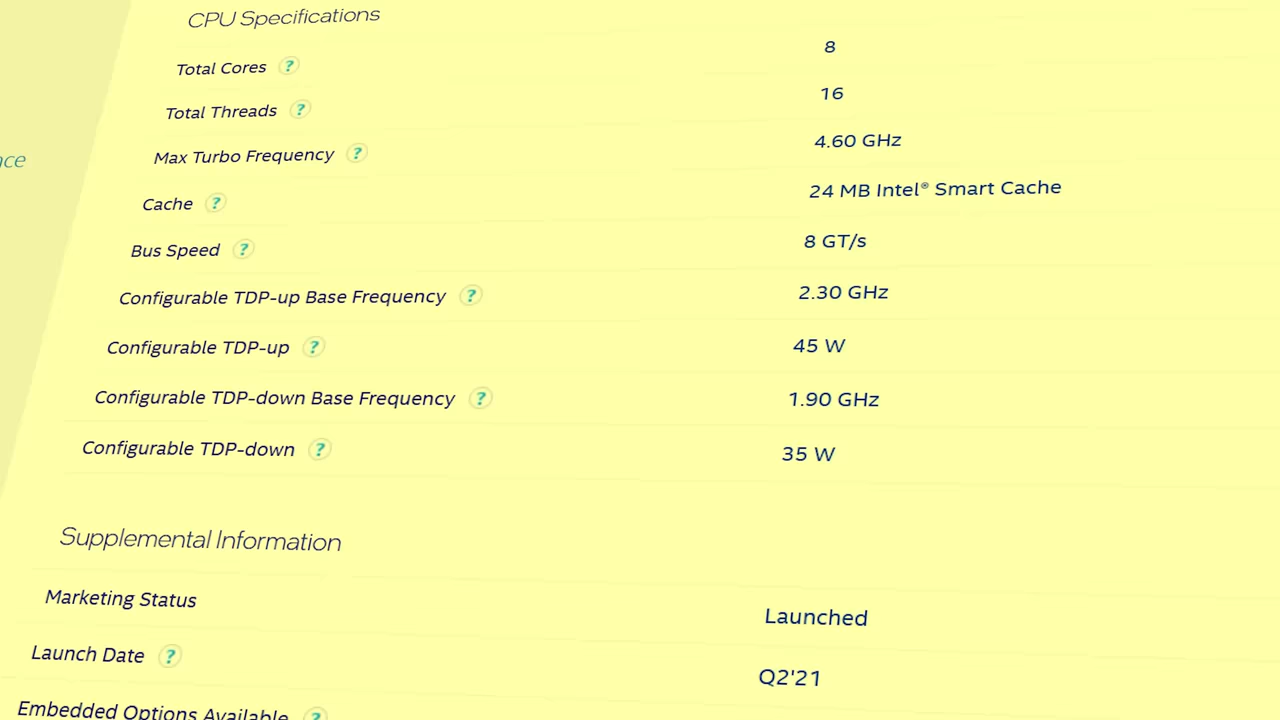 CPU Specifications
Total Cores ? 8
Total Threads ? 16
Max Turbo Frequency ? 4.60 GHz
Cache ? 24 MB Intel® Smart Cache
Bus Speed ? 8 GT/s
Configurable TDP-up Base Frequency ? 2.30 GHz
Configurable TDP-up ? 45 W
Configurable TDP-down Base Frequency ? 1.90 GHz
Configurable TDP-down ? 35 W
Supplemental Information
Marketing Status Launched
Launch Date ? Q2'21
Embedded Options Available ?